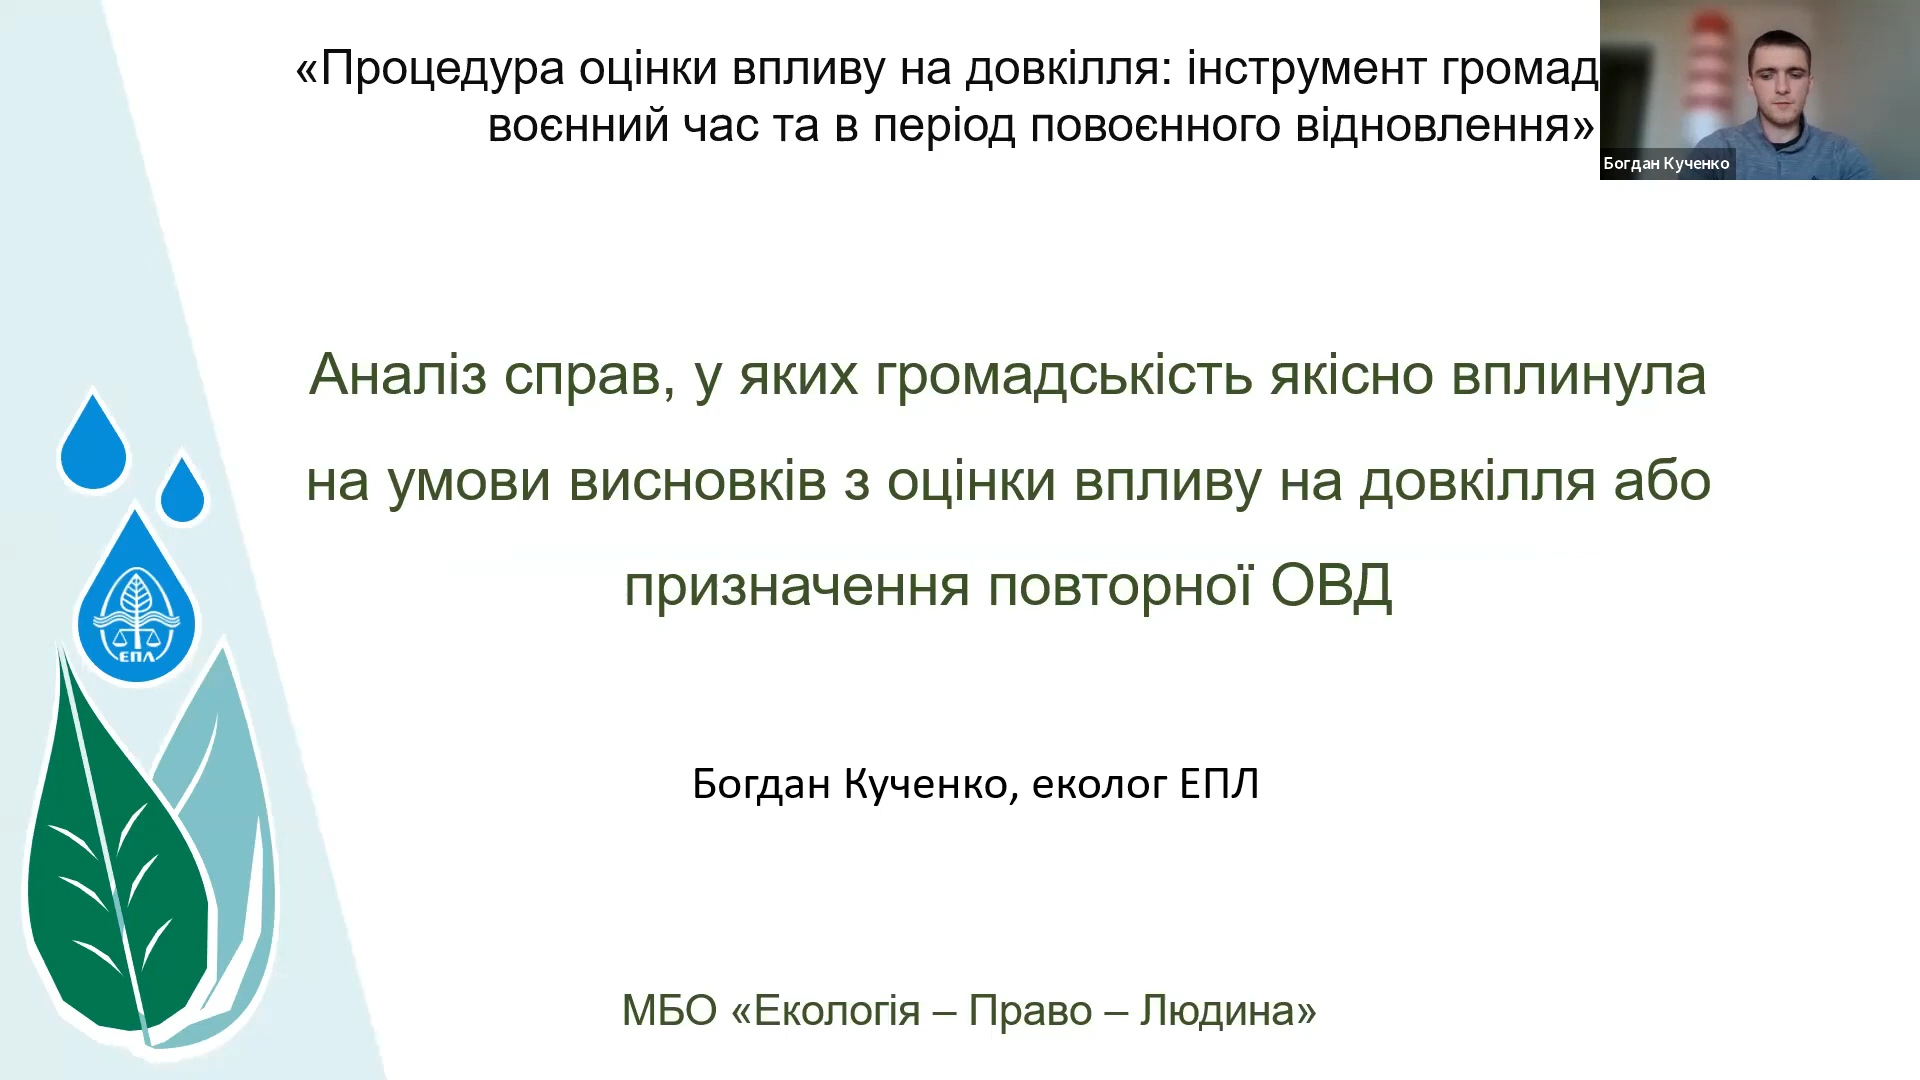 «Процедура оцінки впливу на довкілля: інструмент громад
воєнний час та в період повоєнного відновлення»
Богдан Кученко
Аналіз справ, у яких громадськість якісно вплинула
на умови висновків з оцінки впливу на довкілля або
призначення повторної ОВД
ЕПЛ
Богдан Кученко, еколог ЕПЛ
МБО «Екологія – Право – Людина»